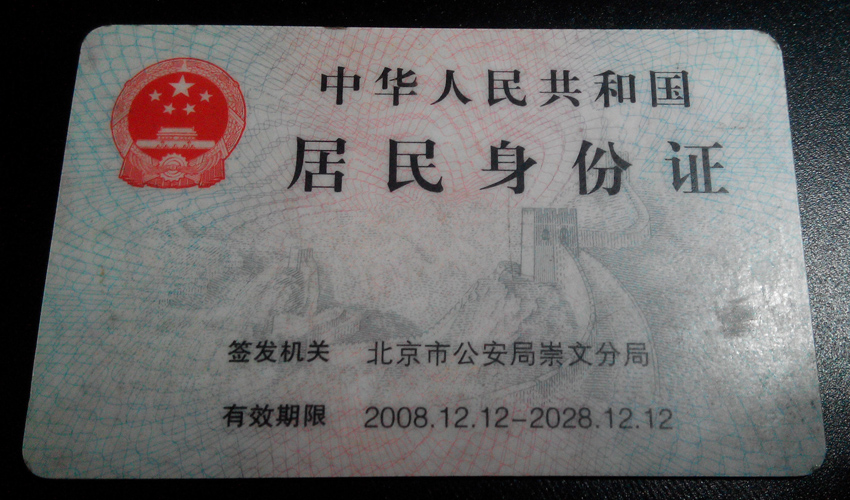 中华人民共和国
居民身份证
签发机关 北京市公安局崇文分局
有效期限 2008.12.12-2028.12.12